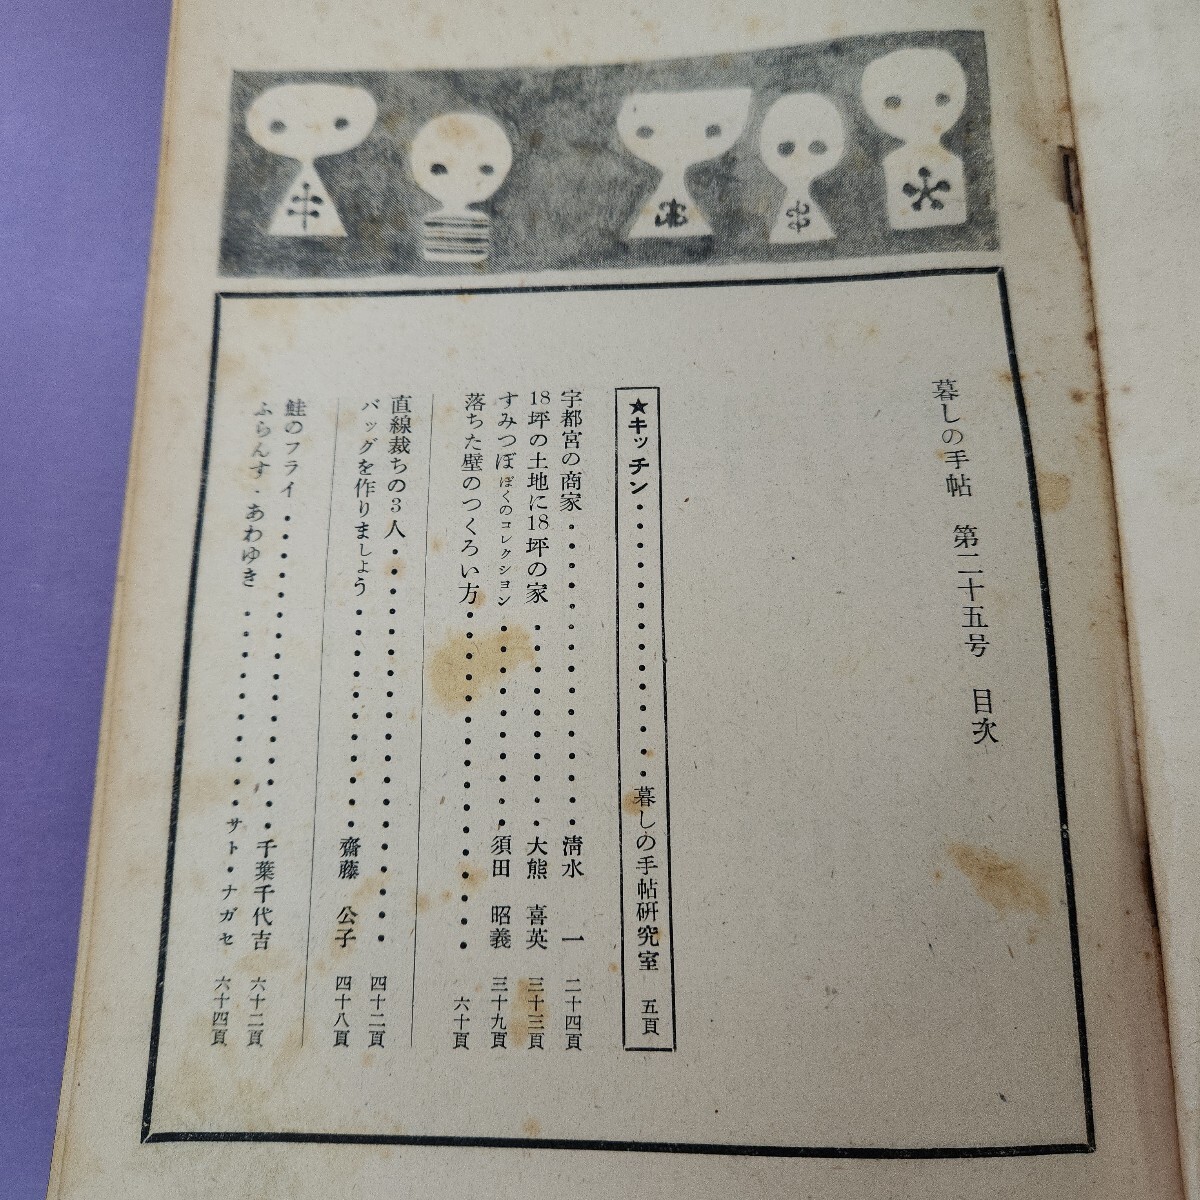 暮しの手帖 第二十五号 目次
★キッチン・・・・・・・・・・・・・暮しの手帖研究室 五頁
宇都宮の商家・・・・・・・・・・・清水 一 二十四頁
18坪の土地に18坪の家・・・・・・・・大熊 喜英 三十三頁
すみつぼ ぼくのコレクション・・・・・・・・須田 昭義 三十九頁
落ちた壁のつくろい方・・・・・・・・・・・・・・ 六十頁
直線裁ちの3人・・・・・・・・・・・・・・・・ 四十二頁
バッグを作りましょう・・・・・・・・・・齋藤 公子 四十八頁
鮭のフライ・・・・・・・・・・・・・千葉千代吉 六十二頁
ふらんす・あわゆき・・・・・・・・・サト・ナガセ 六十四頁